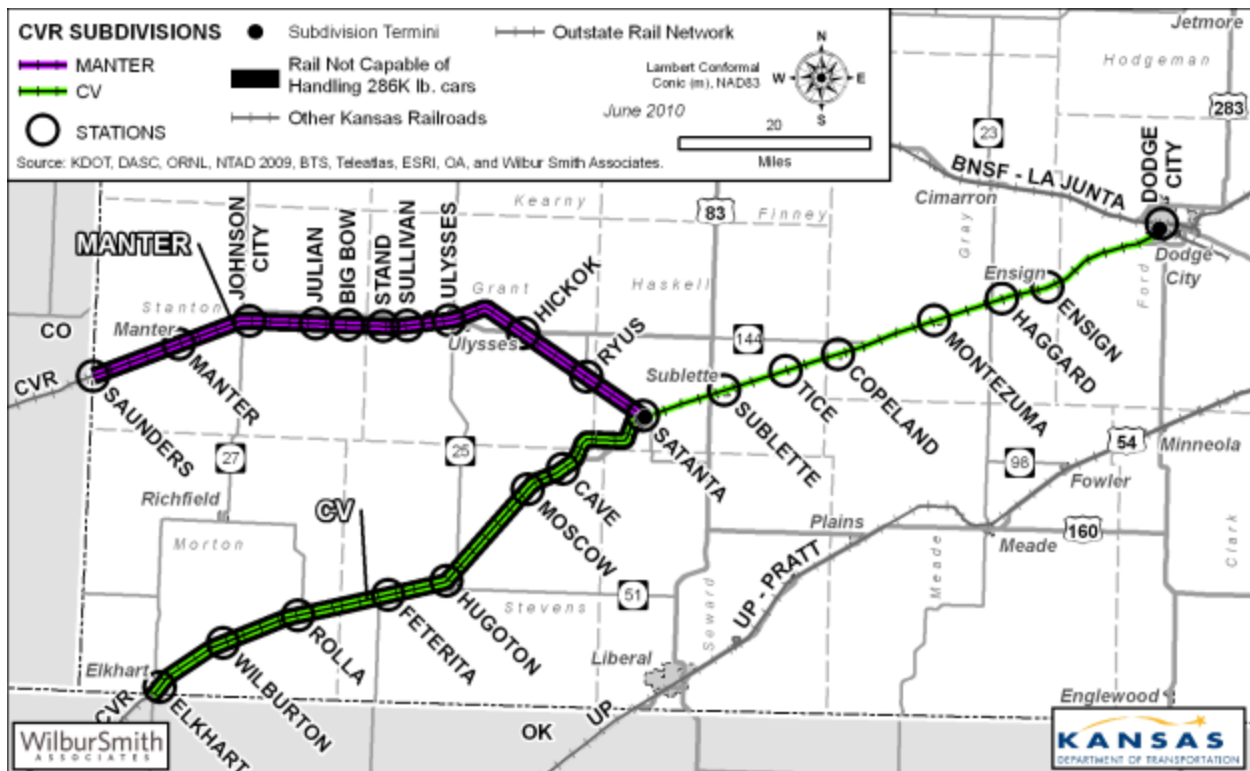 CVR SUBDIVISIONS
MANTER
CV
STATIONS
Subdivision Termini
Rail Not Capable of
Handling 286K lb. cars
Other Kansas Railroads
Outstate Rail Network
Lambert Conformal
Conic (m), NAD83
June 2010
N
W
E
S
20
Miles
Source: KDOT, DASC, ORNL, NTAD 2009, BTS, Teleatlas, ESRI, OA, and Wilbur Smith Associates.
Jetmore
Hodgeman
283
23
BNSF - LA JUNTA
Cimarron
DODGE
CITY
Dodge
City
Kearny
83
Finney
Gray
Ford
MANTER
JOHNSON
CITY
JULIAN
BIG BOW
STAND
SULLIVAN
ULYSSES
HICKOK
Stanton
Grant
Haskell
Ensign
ENSIGN
HAGGARD
CO
Manter
MANTER
Ulysses
RYUS
144
MONTEZUMA
COPELAND
CVR
SAUNDERS
Sublette
SUBLETTE
TICE
SATANTA
27
25
98
54
Minneola
Fowler
Richfield
CV
CAVE
MOSCOW
Morton
Plains
160
Meade
Meade
Clark
UP - PRATT
HUGOTON
FETERITA
ROLLA
Stevens
51
Seward
WILBURTON
Elkhart
ELKHART
CVR
Liberal
UP
OK
Englewood
WilburSmith
ASSOCIATES
KANSAS
DEPARTMENT OF TRANSPORTATION